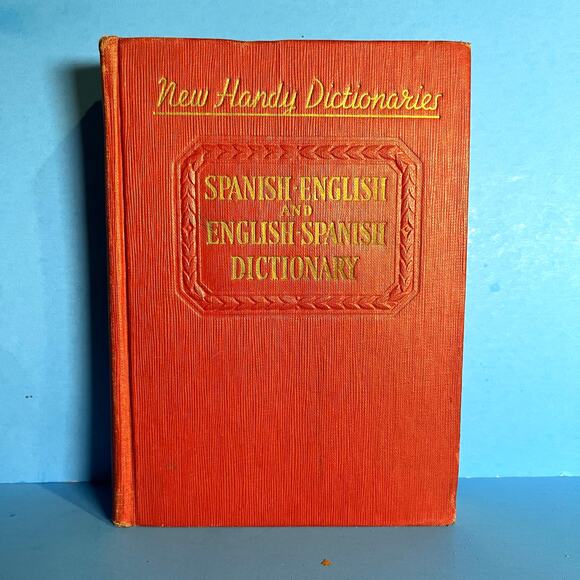 New Handy Dictionaries
SPANISH-ENGLISH
AND
ENGLISH-SPANISH
DICTIONARY